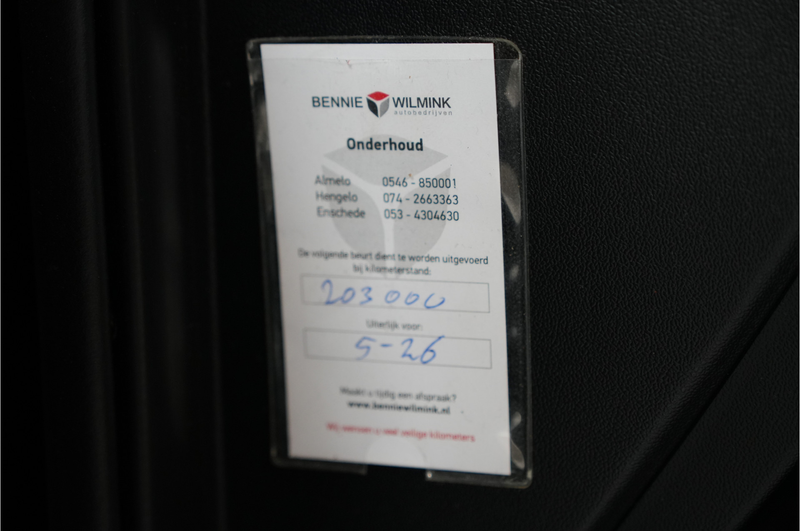 BENNIE WILMINK
autobedrijven
Onderhoud
Almelo 0546 - 850001
Hengelo 074 - 2663363
Enschede 053 - 4304630
De volgende beurt dient te worden uitgevoerd
bij kilometerstand:
203000
Uiterlijk voor:
5-26
Maakt u tijdig een afspraak?
www.benniewilmink.nl
Wij wensen u veel veilige kilometers